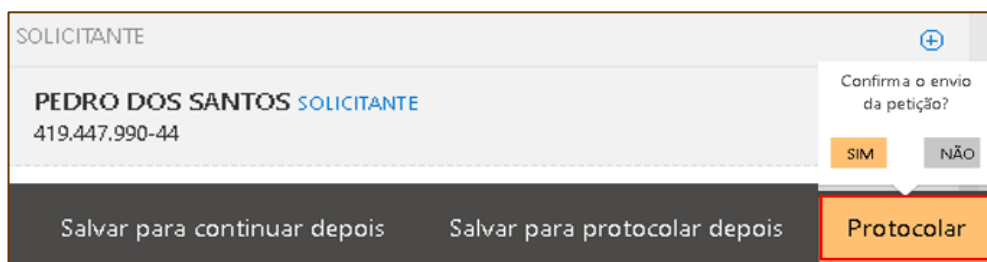 SOLICITANTE
PEDRO DOS SANTOS SOLICITANTE
419.447.990-44
Confirma o envio
da petição?
SIM NÃO
Salvar para continuar depois Salvar para protocolar depois Protocolar